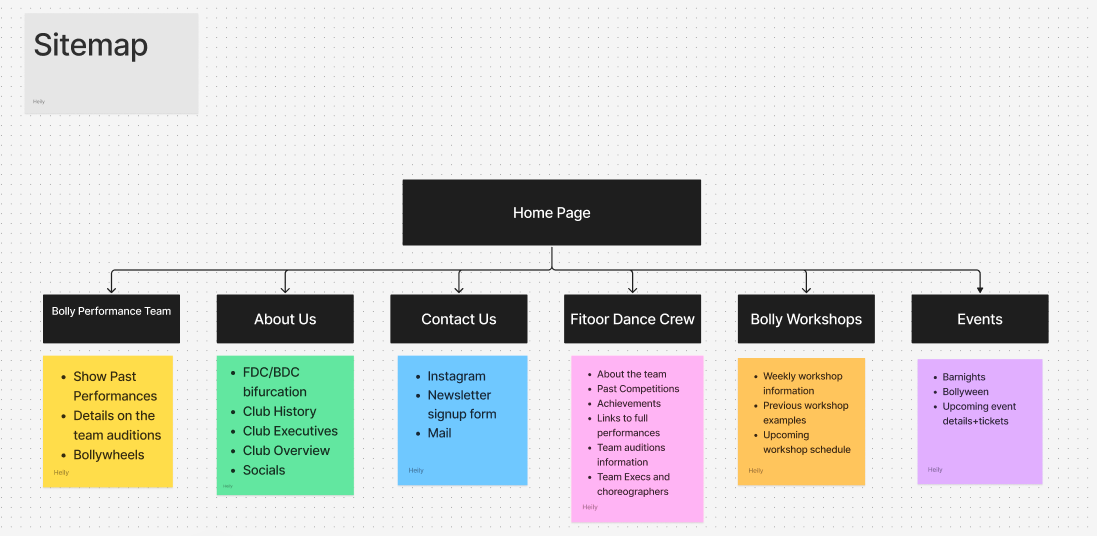 Sitemap
Helly
Home Page
Bolly Performance Team
About Us
Contact Us
Fitoor Dance Crew
Bolly Workshops
Events
• Show Past
Performances
• Details on the
team auditions
• Bollywheels
Helly
• FDC/BDC
bifurcation
• Club History
• Club Executives
• Club Overview
• Socials
Helly
• Instagram
• Newsletter
signup form
• Mail
Helly
• About the team
• Past Competitions
• Achievements
• Links to full
performances
• Team auditions
information
• Team Execs and
choreographers
Helly
• Weekly workshop
information
• Previous workshop
examples
• Upcoming
workshop schedule
Helly
• Barnights
• Bollyween
• Upcoming event
details+tickets
Helly